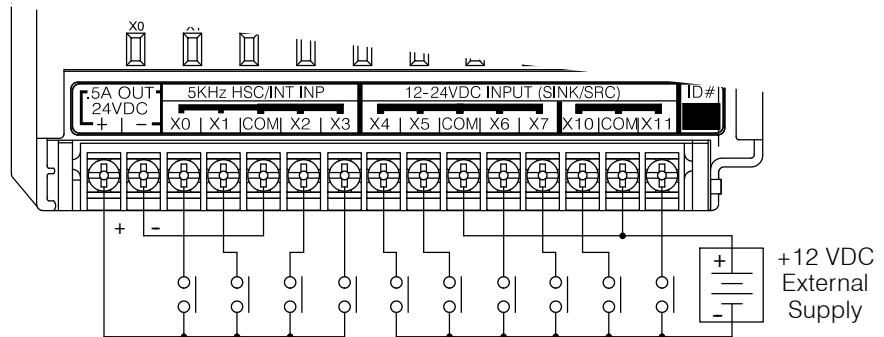 X0
.5A OUT 5KHz HSC/INT INP 12-24VDC INPUT (SINK/SRC) ID#
24VDC
+ | - X0 | X1 |COM| X2 | X3 X4 | X5 |COM| X6 | X7 X10|COM|X11
+ -
+ +12 VDC
External
- Supply